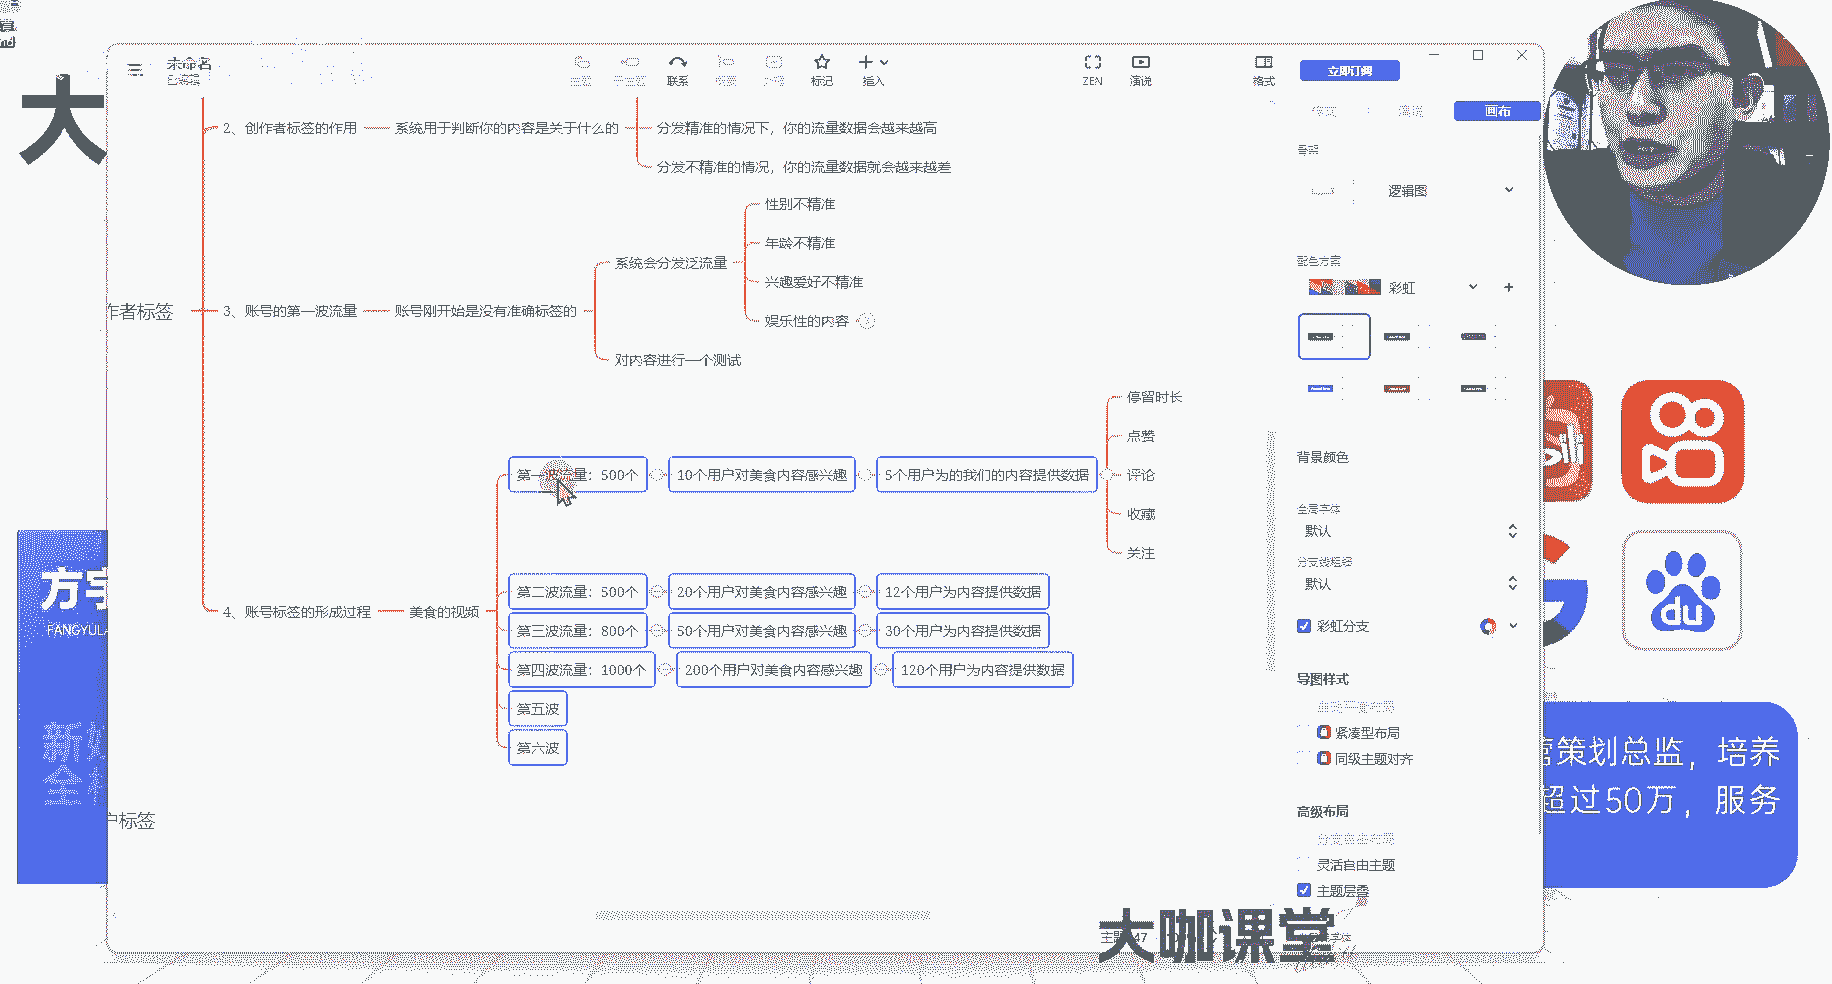 未命名
联系
标记
插入
ZEN
演说
格式
立即订阅
画布
大
2、创作者标签的作用
系统用于判断你的内容是关于什么的
分发精准的情况下，你的流量数据会越来越高
分发不精准的情况，你的流量数据就会越来越差
作者标签
3、账号的第一波流量
账号刚开始是没有准确标签的
系统会分发泛流量
性别不精准
年龄不精准
兴趣爱好不精准
娱乐性的内容
对内容进行一个测试
4、账号标签的形成过程
美食的视频
第一波流量：500个
10个用户对美食内容感兴趣
5个用户为的我们的内容提供数据
停留时长
点赞
评论
收藏
关注
第二波流量：500个
20个用户对美食内容感兴趣
12个用户为内容提供数据
第三波流量：800个
50个用户对美食内容感兴趣
30个用户为内容提供数据
第四波流量：1000个
200个用户对美食内容感兴趣
120个用户为内容提供数据
第五波
第六波
户标签
逻辑图
配色方案
彩虹
背景颜色
全局字体
默认
分支线粗细
默认
彩虹分支
导图样式
紧凑型布局
同级主题对齐
高级布局
灵活自由主题
主题层叠
方宇
FANGYU
新
全
du
营策划总监，培养
超过50万，服务
大咖课堂